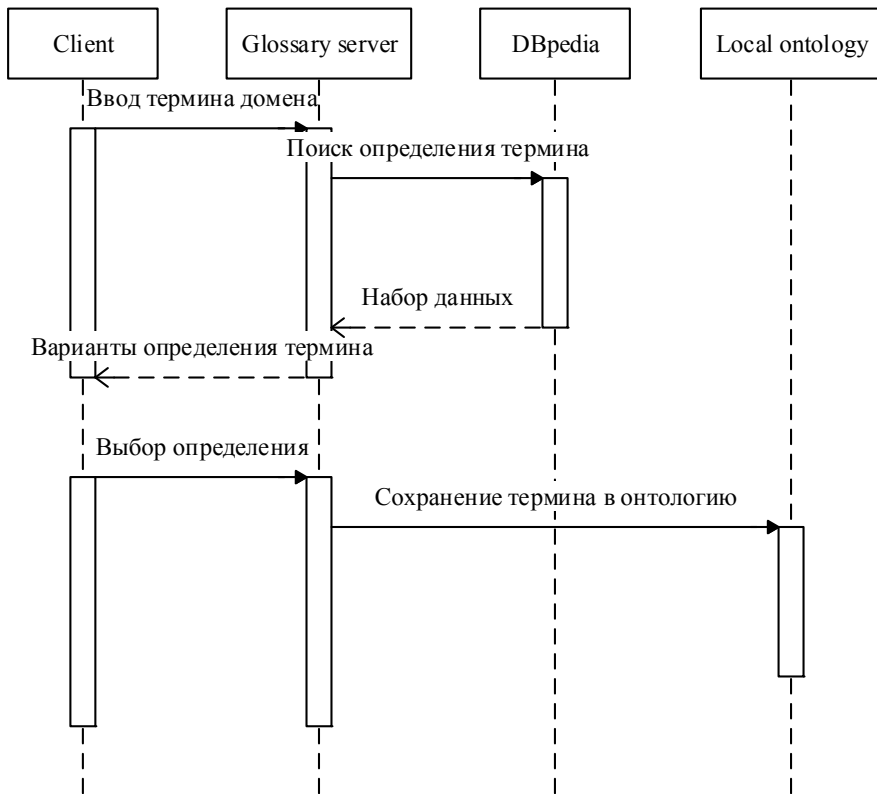 Client
Glossary server
DBpedia
Local ontology
Ввод термина домена
Поиск определения термина
Набор данных
Варианты определения термина
Выбор определения
Сохранение термина в онтологию